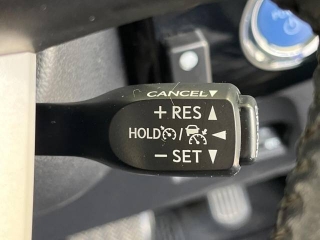 CANCEL▼
+ RES ▲
HOLD / ◀
− SET ▼